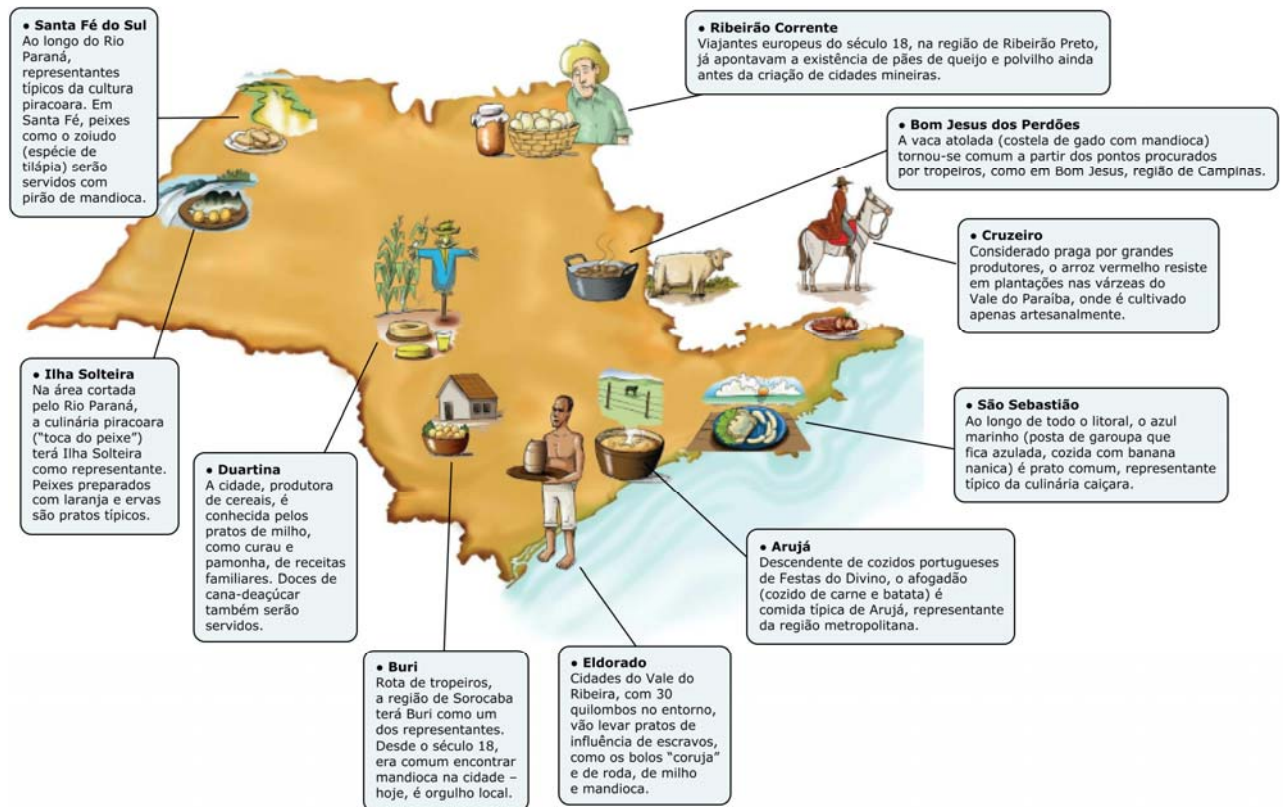 • Santa Fé do Sul
Ao longo do Rio
Paraná,
representantes
típicos da cultura
piracoara. Em
Santa Fé, peixes
como o zoiudo
(espécie de
tilápia) serão
servidos com
pirão de mandioca.
• Ribeirão Corrente
Viajantes europeus do século 18, na região de Ribeirão Preto,
já apontavam a existência de pães de queijo e polvilho ainda
antes da criação de cidades mineiras.
• Bom Jesus dos Perdões
A vaca atolada (costela de gado com mandioca)
tornou-se comum a partir dos pontos procurados
por tropeiros, como em Bom Jesus, região de Campinas.
• Cruzeiro
Considerado praga por grandes
produtores, o arroz vermelho resiste
em plantações nas várzeas do
Vale do Paraíba, onde é cultivado
apenas artesanalmente.
• Ilha Solteira
Na área cortada
pelo Rio Paraná,
a culinária piracoara
("toca do peixe")
terá Ilha Solteira
como representante.
Peixes preparados
com laranja e ervas
são pratos típicos.
• Duartina
A cidade, produtora
de cereais, é
conhecida pelos
pratos de milho,
como curau e
pamonha, de receitas
familiares. Doces de
cana-deaçúcar
também serão
servidos.
• São Sebastião
Ao longo de todo o litoral, o azul
marinho (posta de garoupa que
fica azulada, cozida com banana
nanica) é prato comum, representante
típico da culinária caiçara.
• Arujá
Descendente de cozidos portugueses
de Festas do Divino, o afogadão
(cozido de carne e batata) é
comida típica de Arujá, representante
da região metropolitana.
• Buri
Rota de tropeiros,
a região de Sorocaba
terá Buri como um
dos representantes.
Desde o século 18,
era comum encontrar
mandioca na cidade –
hoje, é orgulho local.
• Eldorado
Cidades do Vale do
Ribeira, com 30
quilombos no entorno,
vão levar pratos de
influência de escravos,
como os bolos "coruja"
e de roda, de milho
e mandioca.